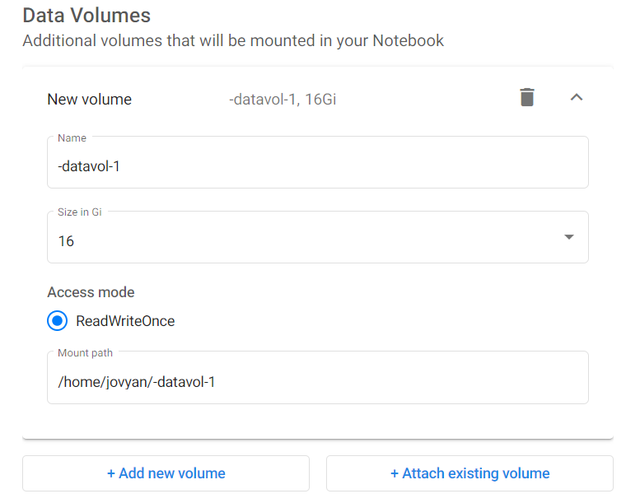 Data Volumes
Additional volumes that will be mounted in your Notebook
New volume -datavol-1, 16Gi
Name
-datavol-1
Size in Gi
16
Access mode
ReadWriteOnce
Mount path
/home/jovyan/-datavol-1
+ Add new volume + Attach existing volume